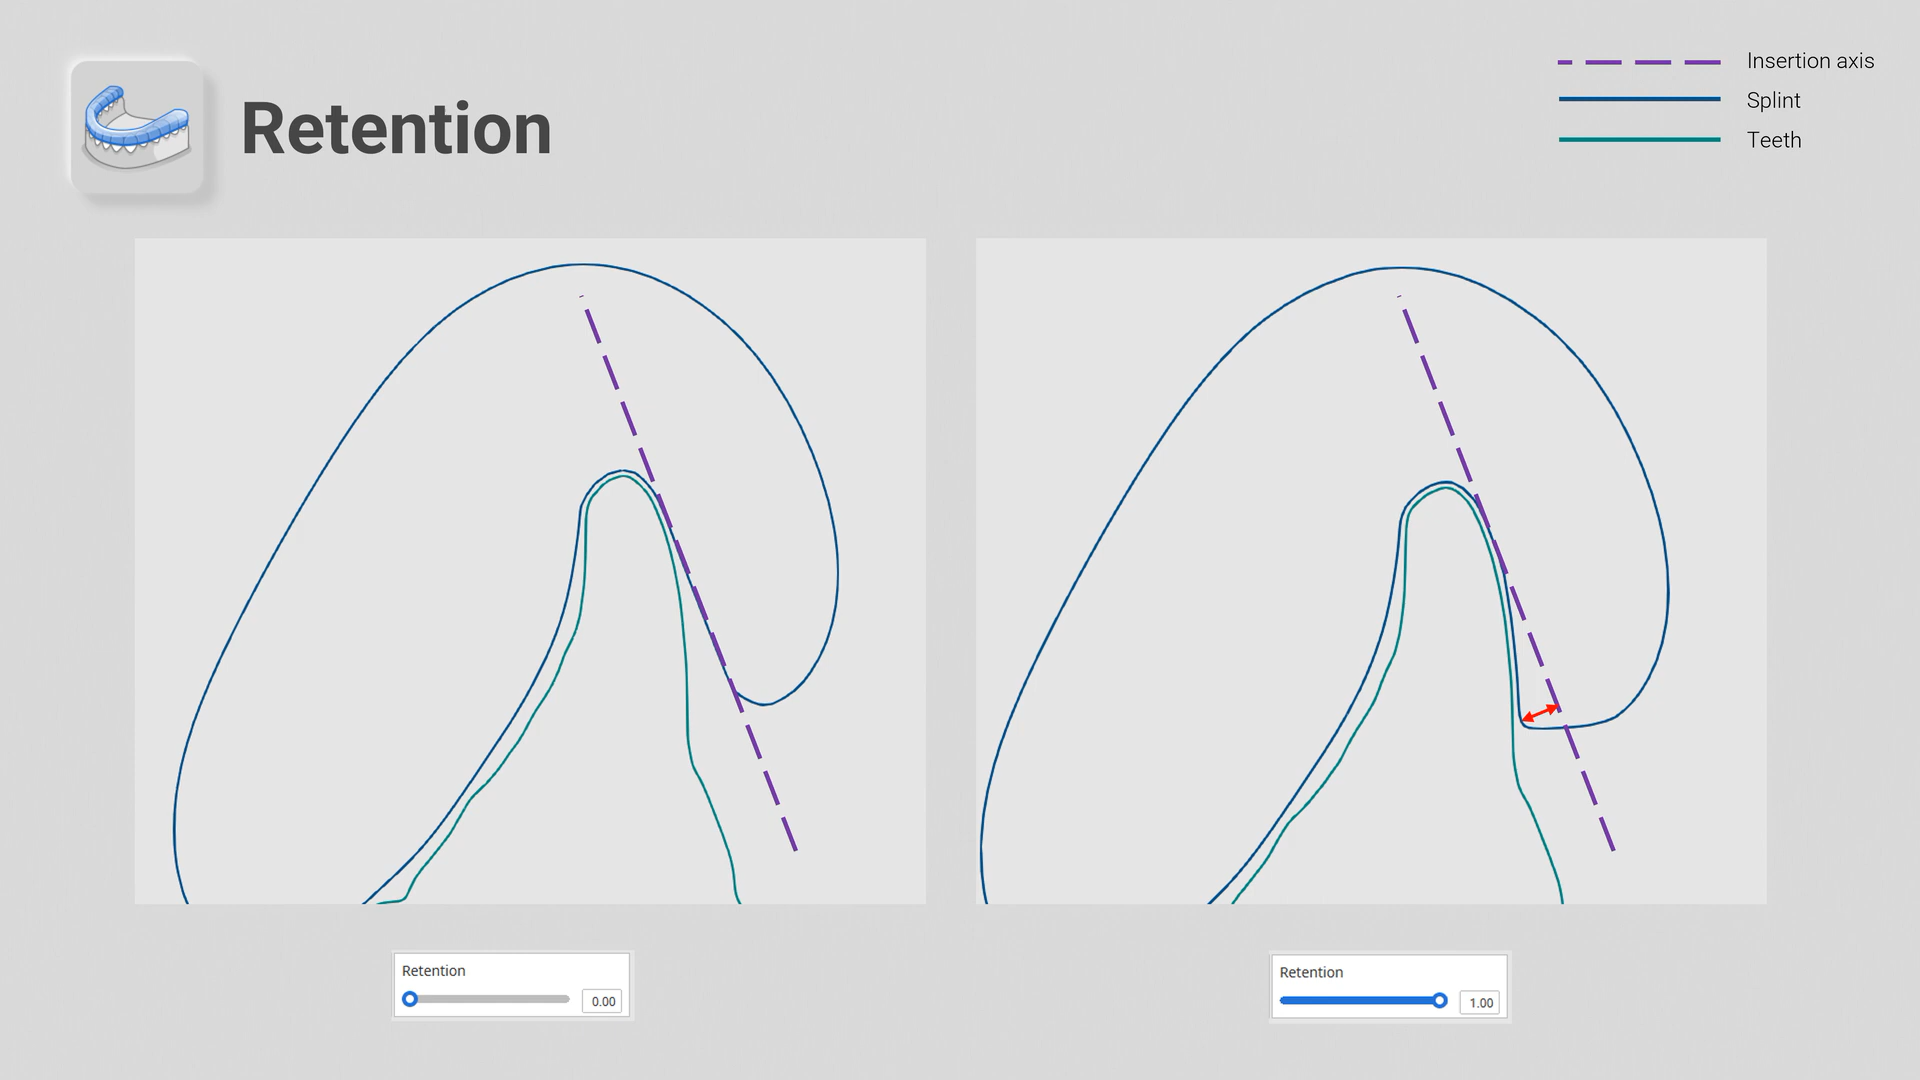 Retention
Insertion axis
Splint
Teeth
Retention
0.00
Retention
1.00